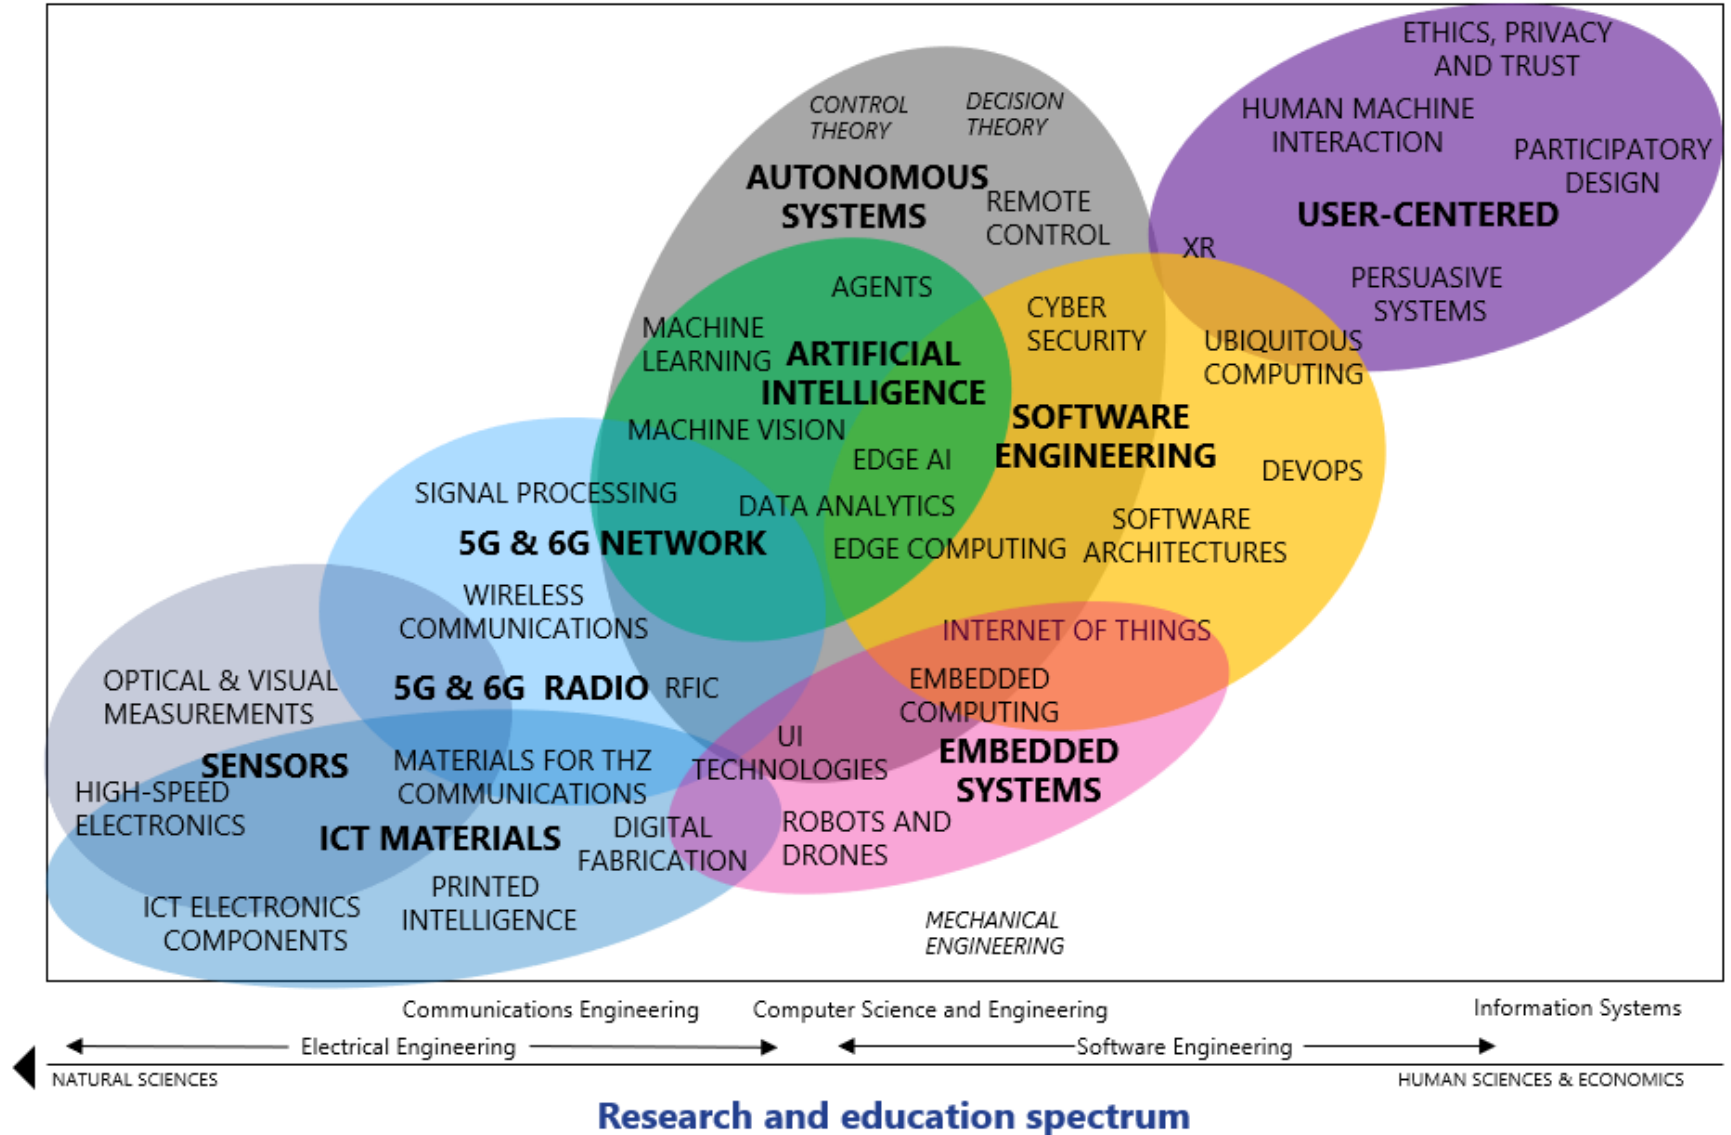 ETHICS, PRIVACY
AND TRUST
CONTROL
THEORY
DECISION
THEORY
HUMAN MACHINE
INTERACTION
PARTICIPATORY
DESIGN
AUTONOMOUS
SYSTEMS
REMOTE
CONTROL
USER-CENTERED
XR
PERSUASIVE
SYSTEMS
AGENTS
CYBER
SECURITY
MACHINE
LEARNING
UBIQUITOUS
COMPUTING
ARTIFICIAL
INTELLIGENCE
SOFTWARE
ENGINEERING
MACHINE VISION
EDGE AI
DEVOPS
SIGNAL PROCESSING
DATA ANALYTICS
SOFTWARE
ARCHITECTURES
5G & 6G NETWORK
EDGE COMPUTING
WIRELESS
COMMUNICATIONS
INTERNET OF THINGS
OPTICAL & VISUAL
MEASUREMENTS
5G & 6G RADIO
RFIC
EMBEDDED
COMPUTING
UI
TECHNOLOGIES
EMBEDDED
SYSTEMS
SENSORS
MATERIALS FOR THZ
COMMUNICATIONS
HIGH-SPEED
ELECTRONICS
ICT MATERIALS
DIGITAL
FABRICATION
ROBOTS AND
DRONES
PRINTED
INTELLIGENCE
ICT ELECTRONICS
COMPONENTS
MECHANICAL
ENGINEERING
Communications Engineering
Computer Science and Engineering
Information Systems
Electrical Engineering
Software Engineering
NATURAL SCIENCES
HUMAN SCIENCES & ECONOMICS
Research and education spectrum